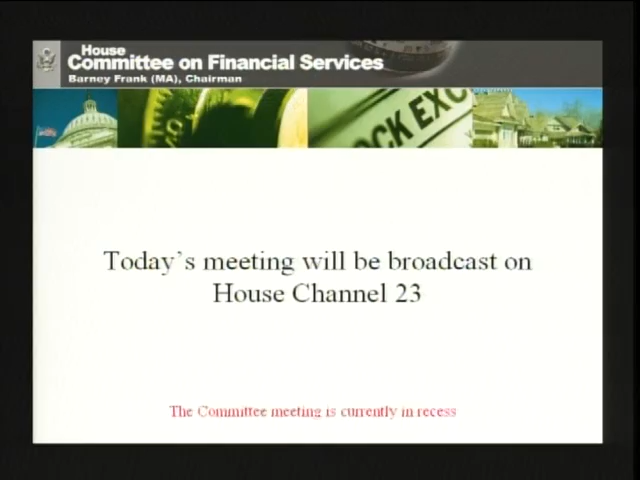 House
Committee on Financial Services
Barney Frank (MA), Chairman
OCK EXC
Today's meeting will be broadcast on
House Channel 23
The Committee meeting is currently in recess